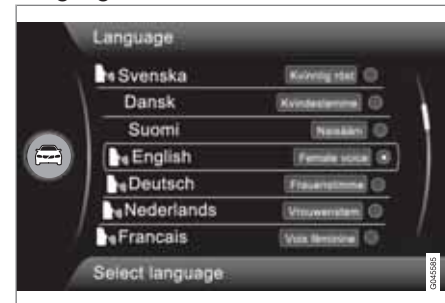 Language
Svenska Kvinnlig röst
Dansk Kvindestemme
Suomi Naisääni
English Female voice
Deutsch Frauenstimme
Nederlands Vrouwenstem
Francais Voix féminine
Select language
G045585